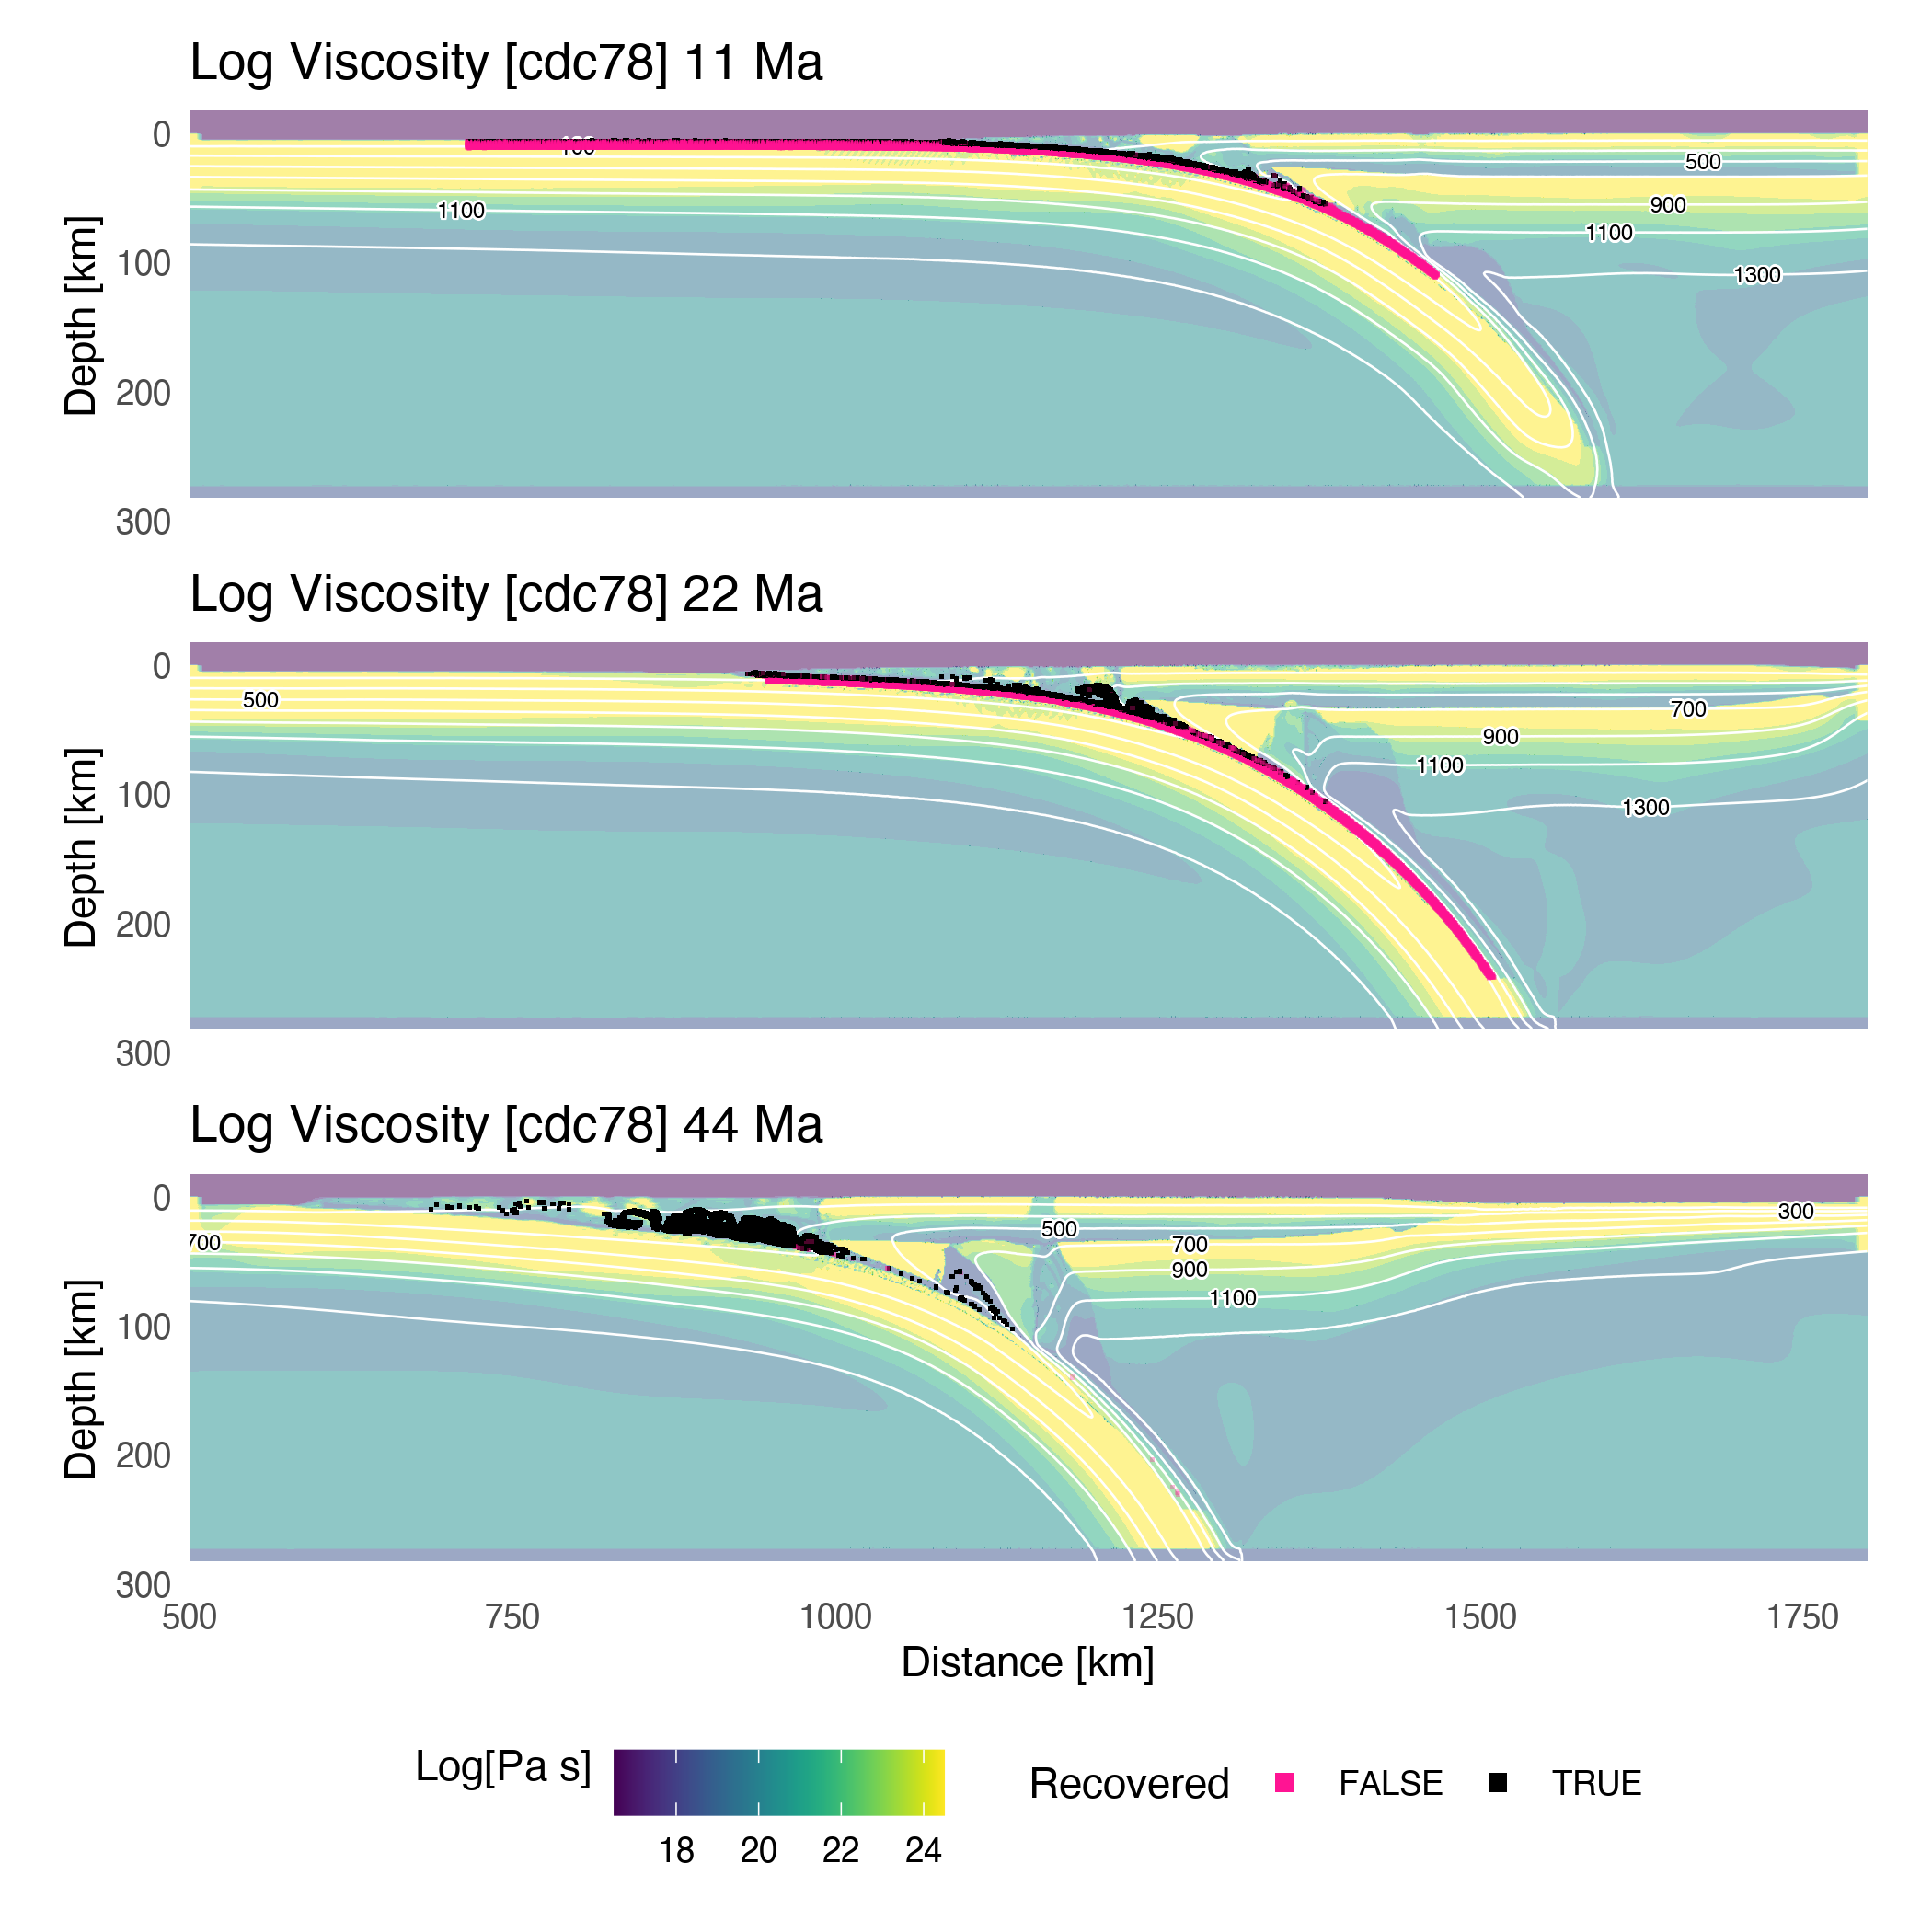 Log Viscosity [cdc78] 11 Ma
0
100
200
300
Depth [km]
500
900
1100
1100
1300
Log Viscosity [cdc78] 22 Ma
0
100
200
300
Depth [km]
500
700
900
1100
1300
Log Viscosity [cdc78] 44 Ma
0
100
200
300
Depth [km]
300
500
700
700
900
1100
500 750 1000 1250 1500 1750
Distance [km]
Log[Pa s]
18 20 22 24
Recovered FALSE TRUE